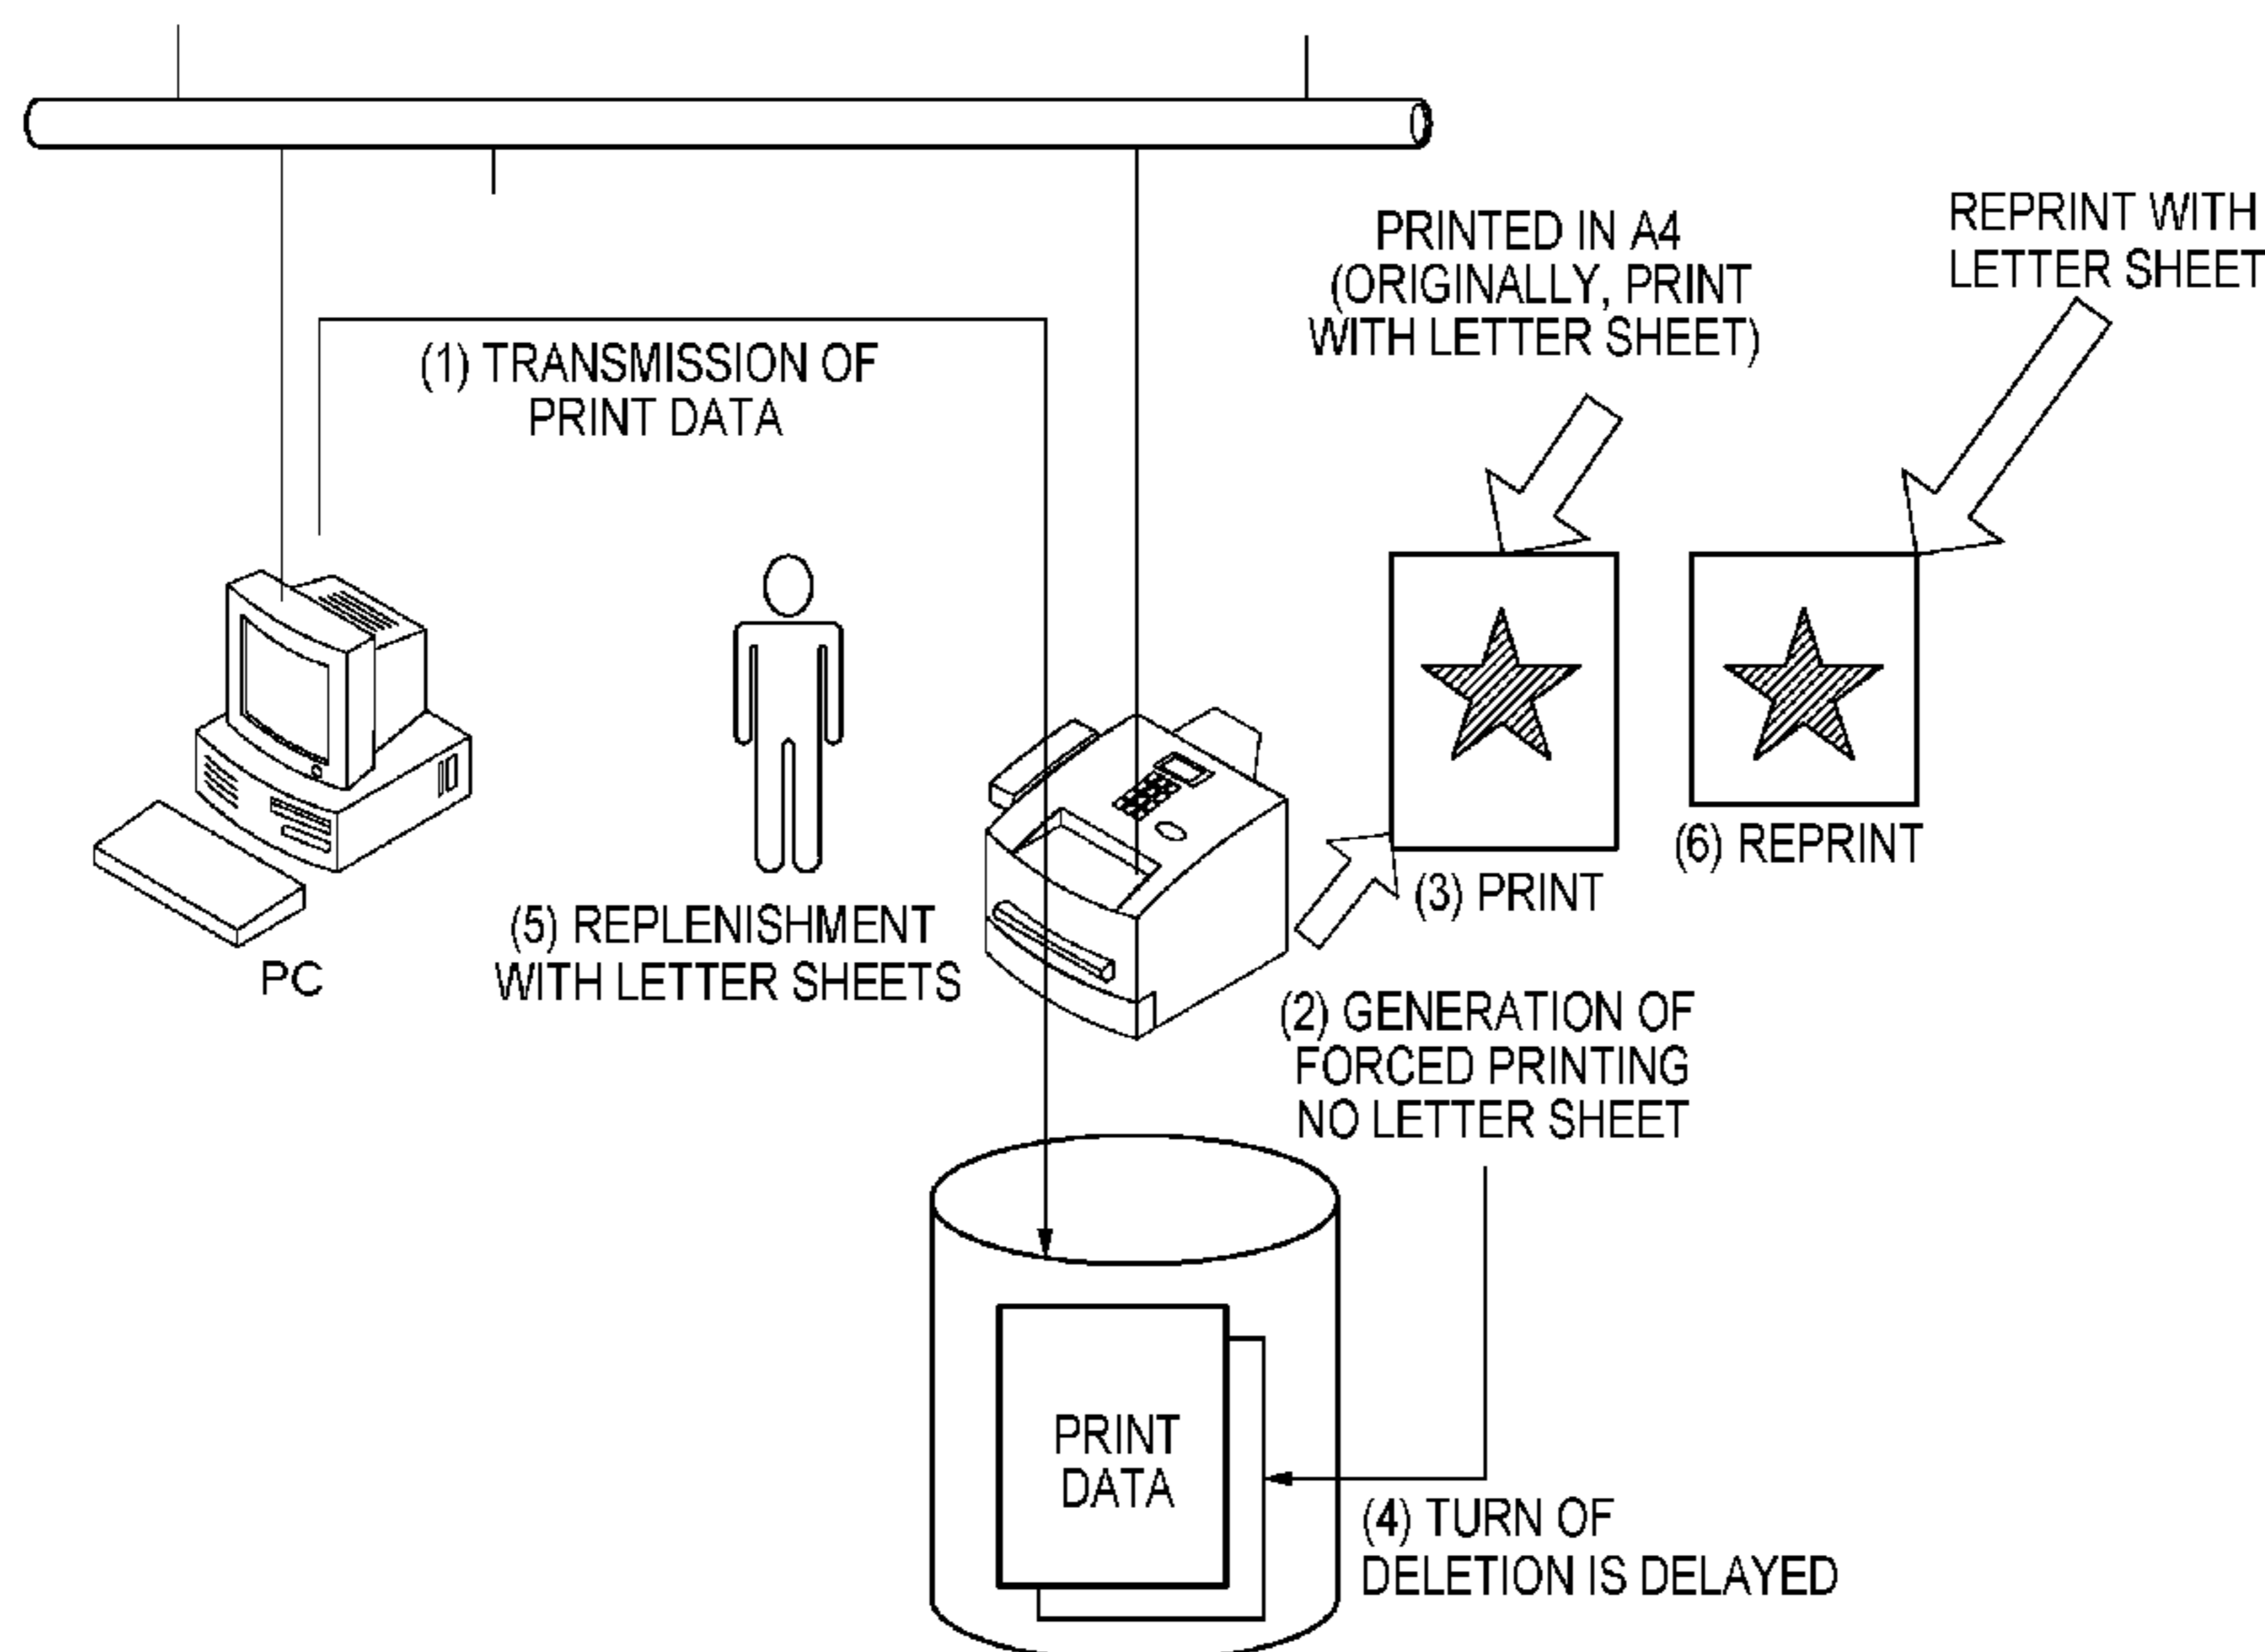 PRINTED IN A4
(ORIGINALLY, PRINT
WITH LETTER SHEET)
REPRINT WITH
LETTER SHEET
(1) TRANSMISSION OF
PRINT DATA
(6) REPRINT
(3) PRINT
(5) REPLENISHMENT
WITH LETTER SHEETS
PC
(2) GENERATION OF
FORCED PRINTING
NO LETTER SHEET
PRINT
DATA
(4) TURN OF
DELETION IS DELAYED